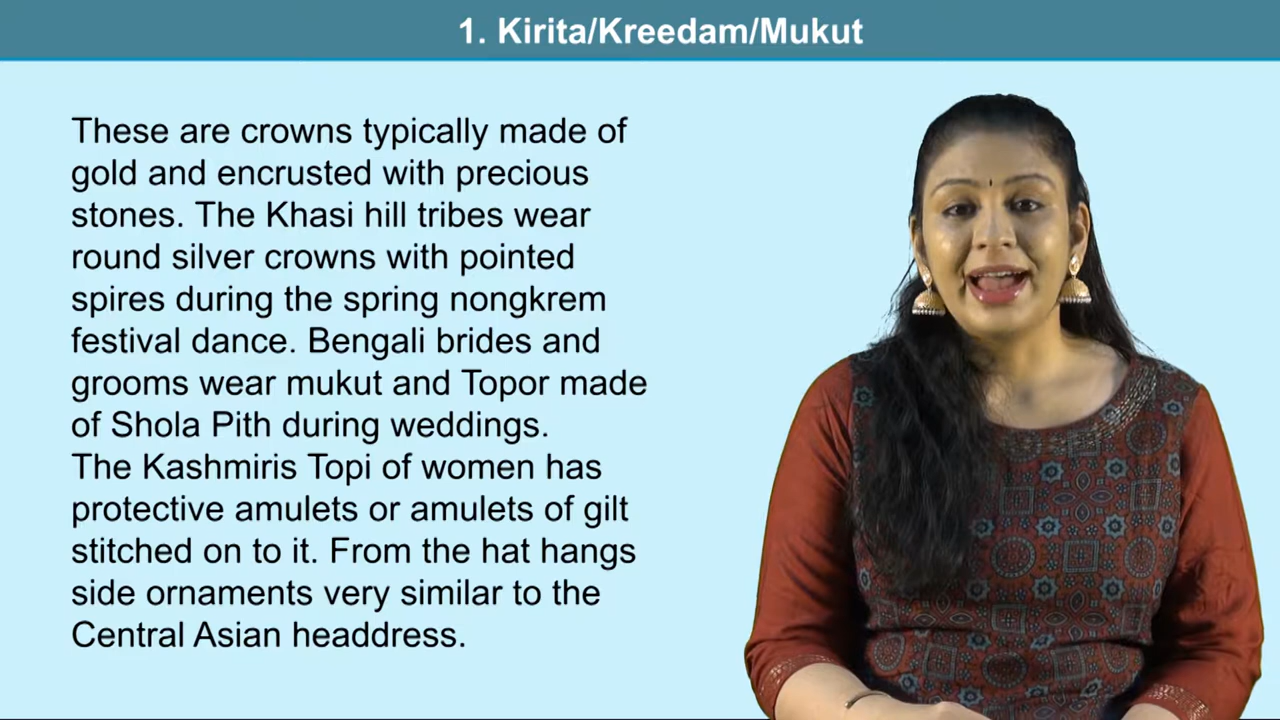 1. Kirita/Kreedam/Mukut
These are crowns typically made of
gold and encrusted with precious
stones. The Khasi hill tribes wear
round silver crowns with pointed
spires during the spring nongkrem
festival dance. Bengali brides and
grooms wear mukut and Topor made
of Shola Pith during weddings.
The Kashmiris Topi of women has
protective amulets or amulets of gilt
stitched on to it. From the hat hangs
side ornaments very similar to the
Central Asian headdress.